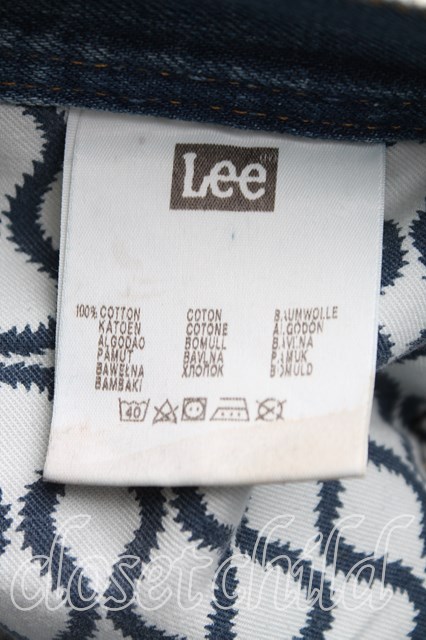 Lee
100% COTTON COTON BAUMWOLLE
KATOEN COTONE ALGODON
ALGODAO BOMULL BAVLNA
PAMUT BAVLNA PAMUK
BAWEŁNA ХЛОПОК BOMULD
BAMBAKI
40
closet child